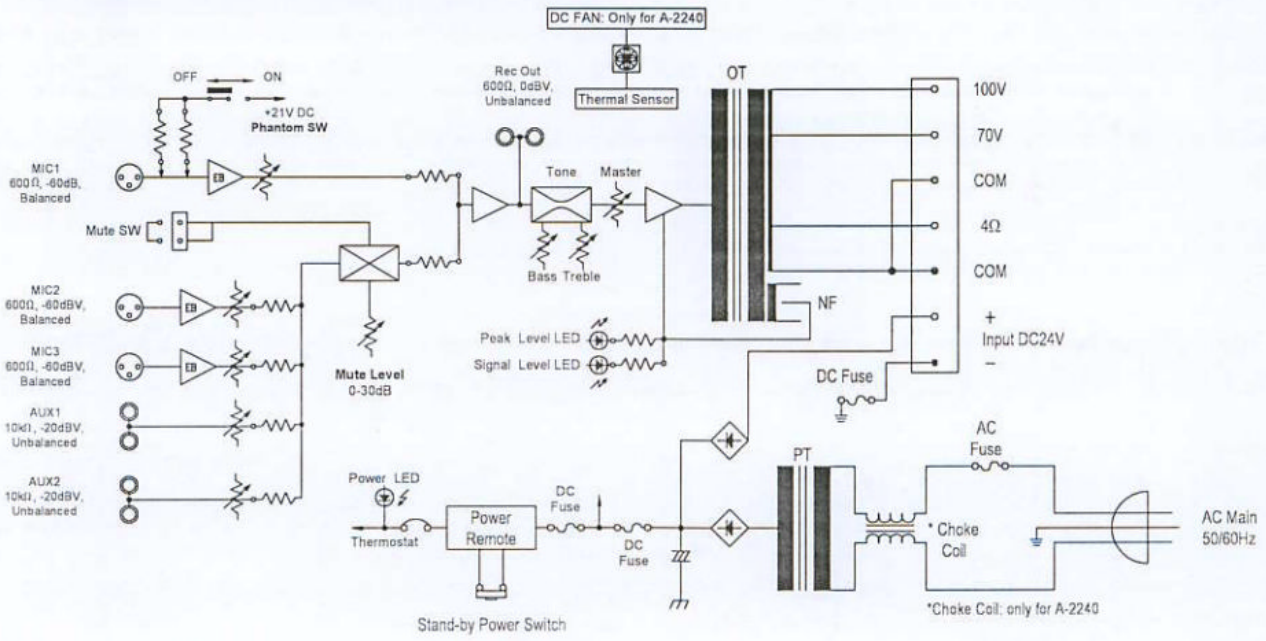 DC FAN: Only for A-2240
Thermal Sensor
OFF ON
+21V DC
Phantom SW
Rec Out
600Ω, 0dBV,
Unbalanced
OT
100V
70V
COM
4Ω
COM
+
Input DC24V
−
MIC1
600Ω, -60dB,
Balanced
EB
Tone
Master
Bass Treble
Mute SW
MIC2
600Ω, -60dBV,
Balanced
EB
MIC3
600Ω, -60dBV,
Balanced
EB
Mute Level
0-30dB
NF
Peak Level LED
Signal Level LED
DC Fuse
AUX1
10kΩ, -20dBV,
Unbalanced
AUX2
10kΩ, -20dBV,
Unbalanced
Power LED
Thermostat
Power
Remote
DC
Fuse
DC
Fuse
PT
AC
Fuse
* Choke
Coil
AC Main
50/60Hz
*Choke Coil: only for A-2240
Stand-by Power Switch